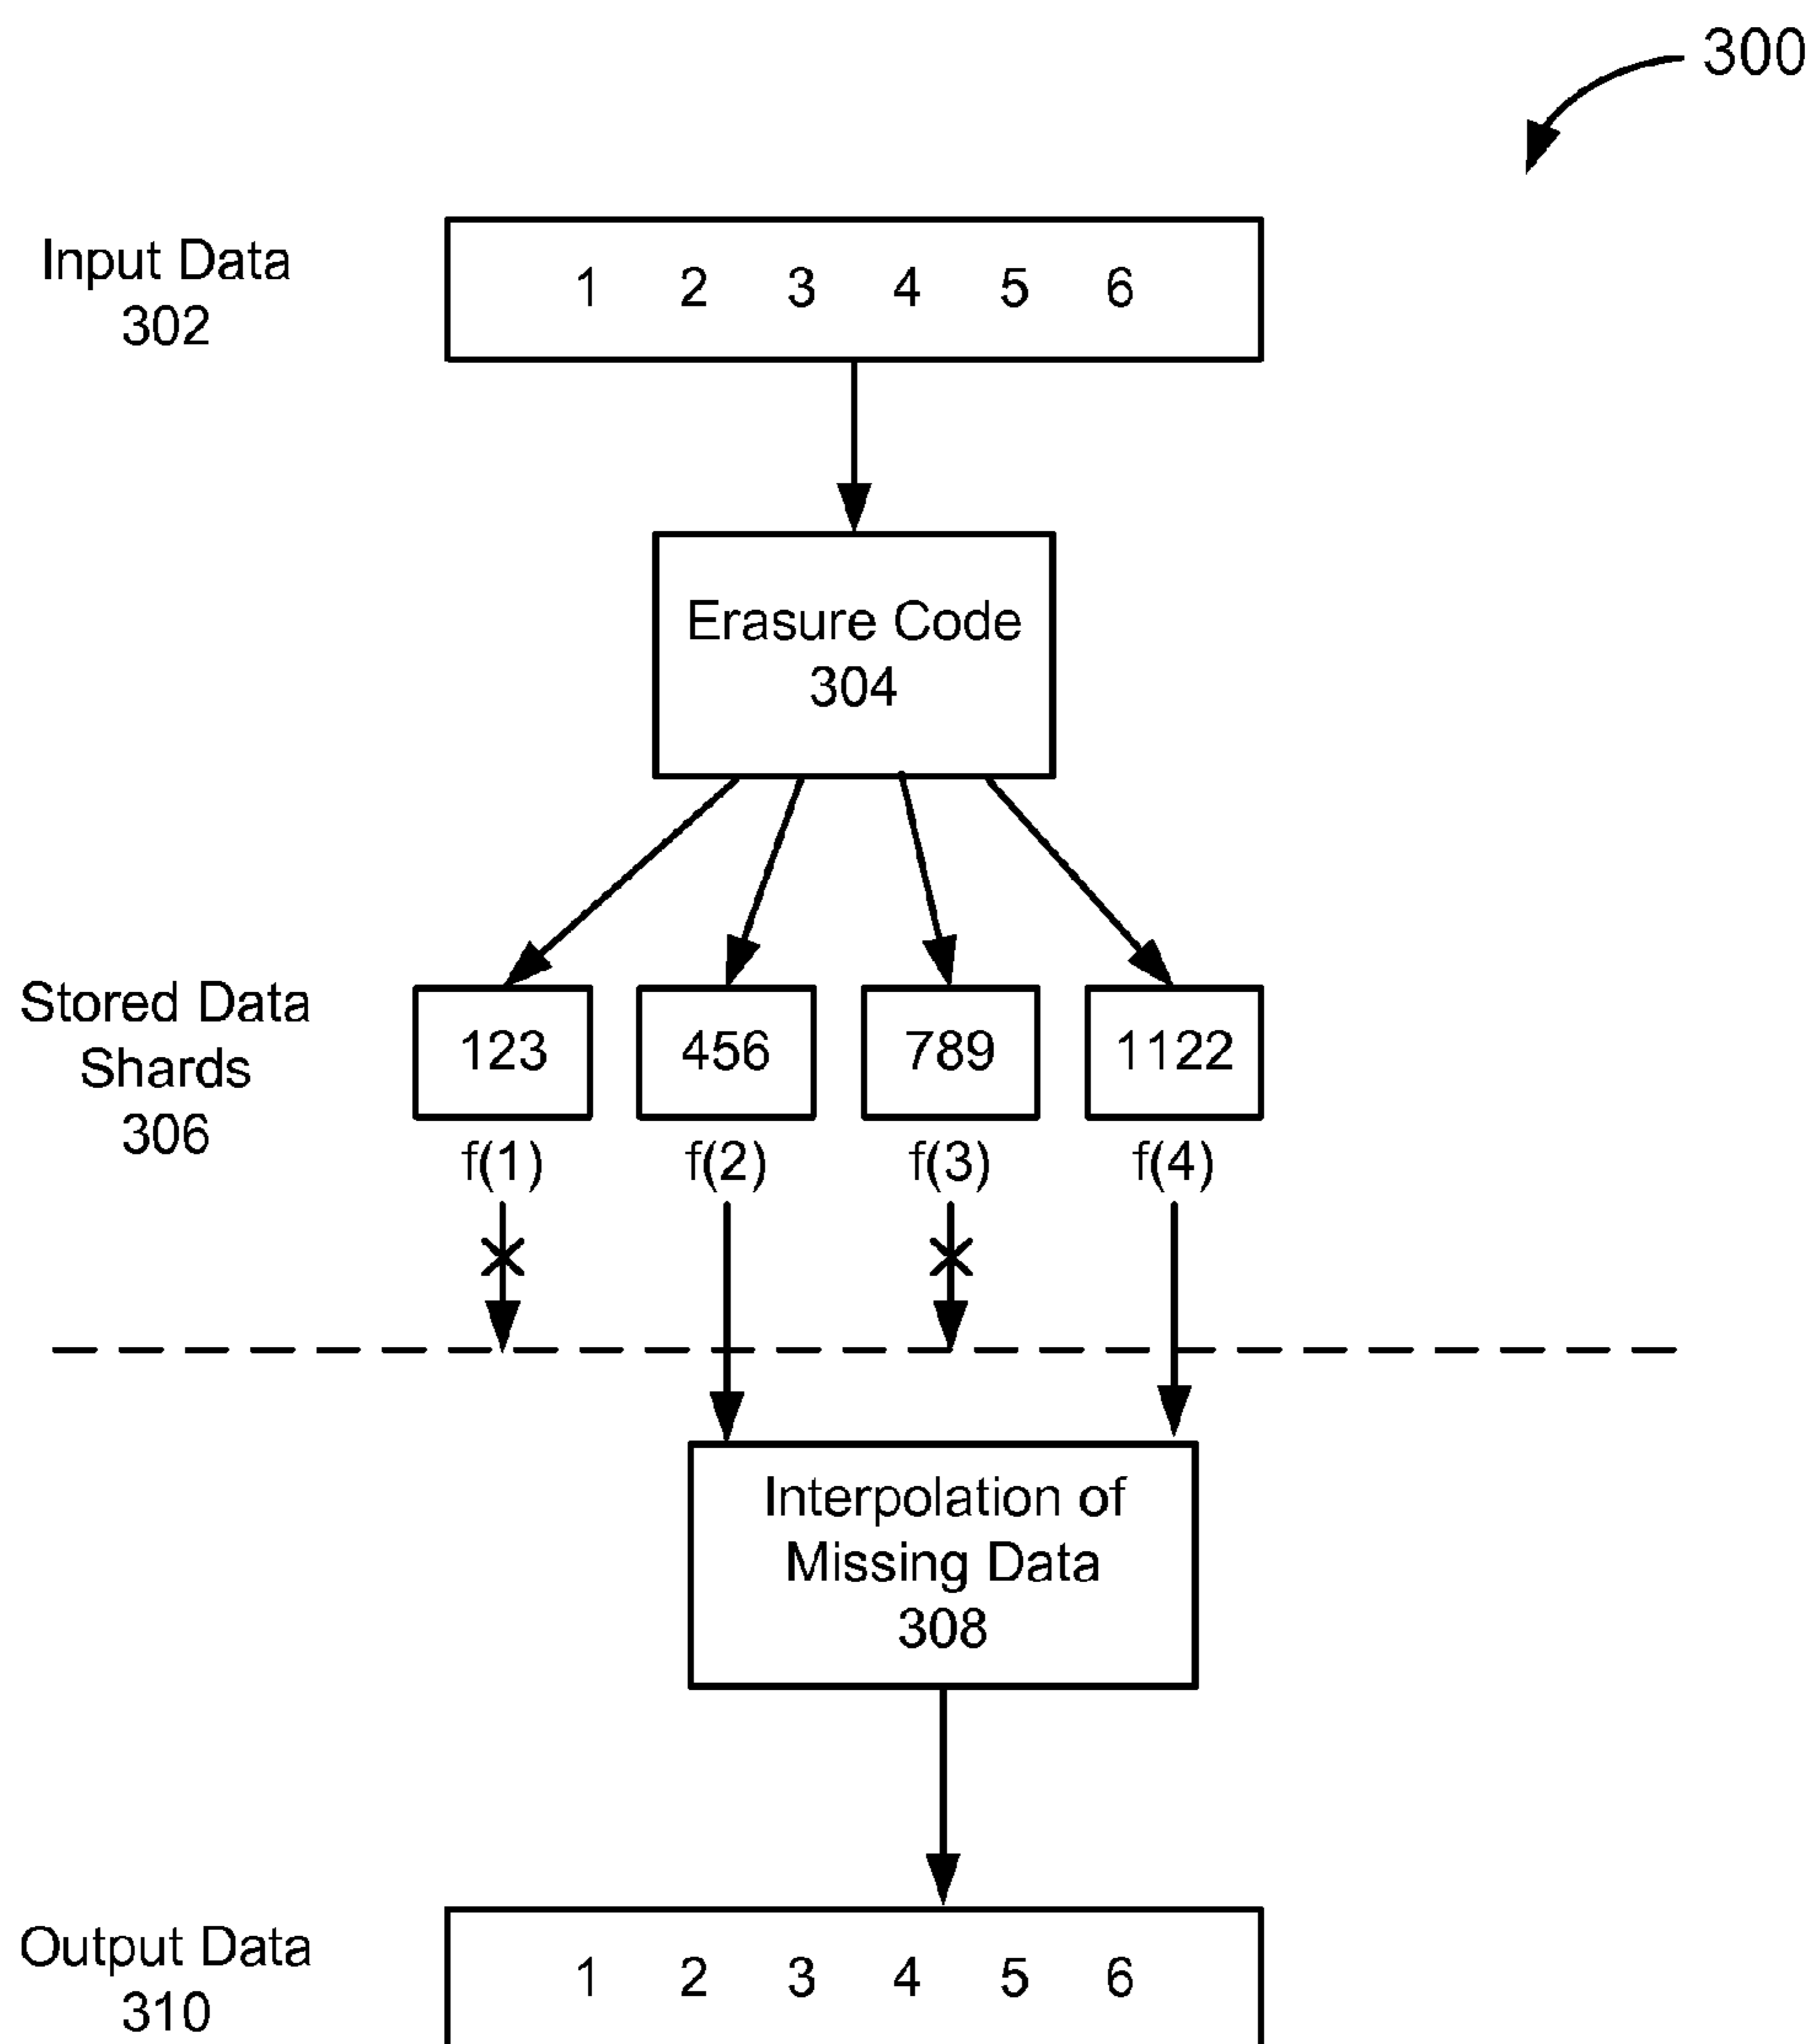 300
Input Data
302
1 2 3 4 5 6
Erasure Code
304
Stored Data
Shards
306
123 456 789 1122
f(1) f(2) f(3) f(4)
Interpolation of
Missing Data
308
Output Data
310
1 2 3 4 5 6